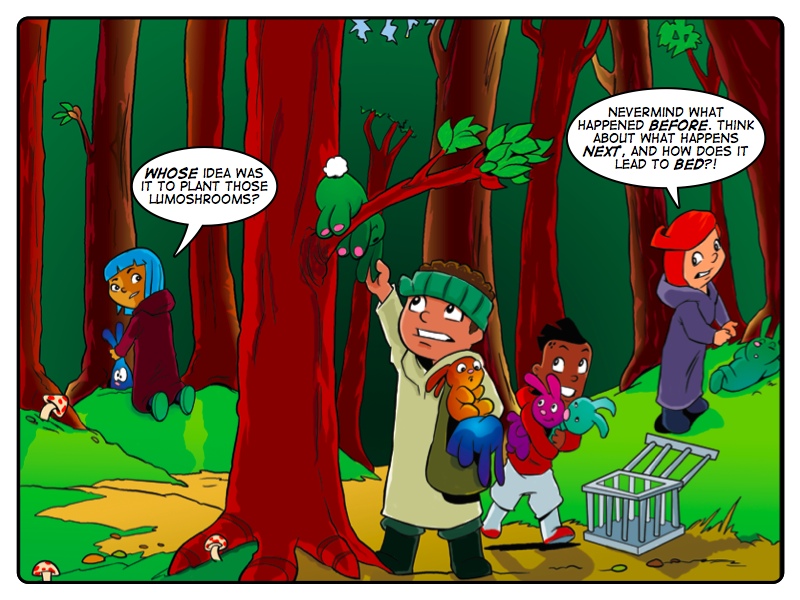 WHOSE IDEA WAS
IT TO PLANT THOSE
LUMOSHROOMS?
NEVERMIND WHAT
HAPPENED BEFORE. THINK
ABOUT WHAT HAPPENS
NEXT, AND HOW DOES IT
LEAD TO BED?!